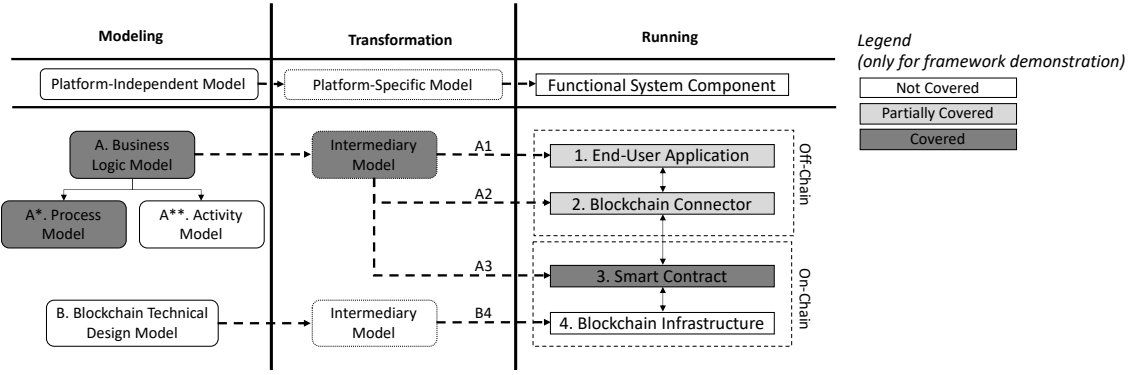 Modeling
Transformation
Running
Platform-Independent Model
Platform-Specific Model
Functional System Component
A. Business
Logic Model
Intermediary
Model
A1
1. End-User Application
A*. Process
Model
A**. Activity
Model
A2
2. Blockchain Connector
Off-Chain
A3
3. Smart Contract
B. Blockchain Technical
Design Model
Intermediary
Model
B4
4. Blockchain Infrastructure
On-Chain
Legend
(only for framework demonstration)
Not Covered
Partially Covered
Covered